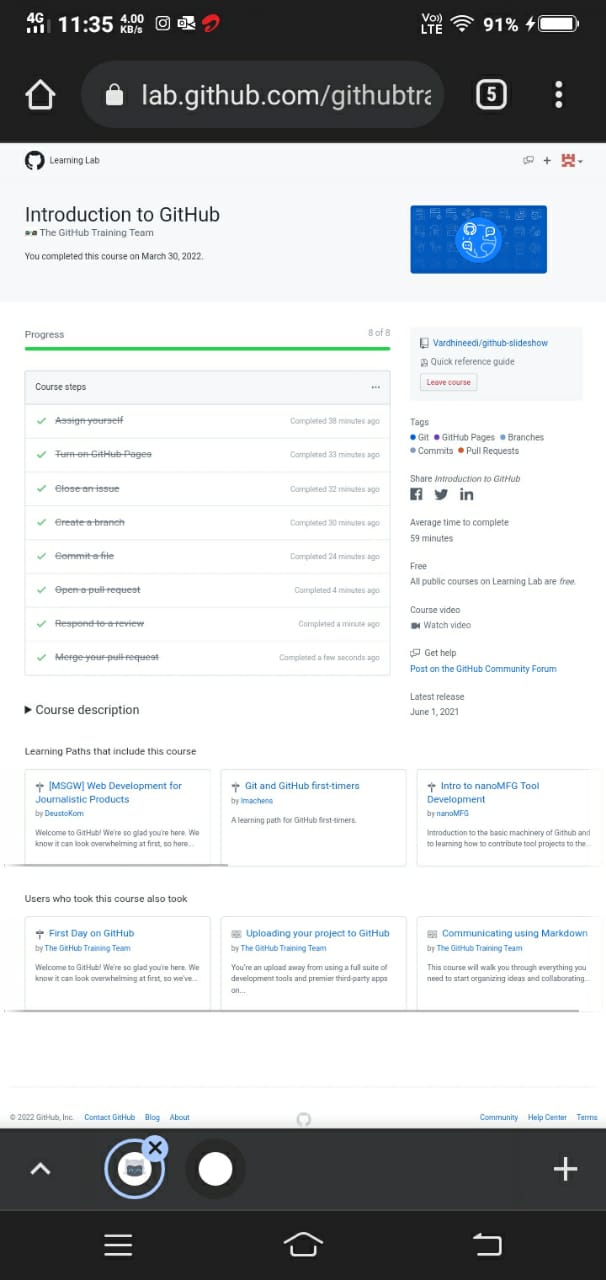 4G 11:35 4.00 KB/s Vo) LTE 91%
lab.github.com/githubtra
5
Learning Lab
Introduction to GitHub
The GitHub Training Team
You completed this course on March 30, 2022.
Progress 8 of 8
Course steps ...
Assign yourself Completed 38 minutes ago
Turn on GitHub Pages Completed 33 minutes ago
Close an issue Completed 32 minutes ago
Create a branch Completed 30 minutes ago
Commit a file Completed 24 minutes ago
Open a pull request Completed 4 minutes ago
Respond to a review Completed a minute ago
Merge your pull request Completed a few seconds ago
Vardhineedi/github-slideshow
Quick reference guide
Leave course
Tags
Git GitHub Pages Branches
Commits Pull Requests
Share Introduction to GitHub
Average time to complete
59 minutes
Free
All public courses on Learning Lab are free.
Course video
Watch video
Get help
Post on the GitHub Community Forum
Latest release
June 1, 2021
Course description
Learning Paths that include this course
[MSGW] Web Development for
Journalistic Products
by DeustoKom
Welcome to GitHub! We're so glad you're here. We
know it can look overwhelming at first, so here...
Git and GitHub first-timers
by lmachens
A learning path for GitHub first-timers.
Intro to nanoMFG Tool
Development
by nanoMFG
Introduction to the basic machinery of Github and
to learning how to contribute tool projects to the...
Users who took this course also took
First Day on GitHub
by The GitHub Training Team
Welcome to GitHub! We're so glad you're here. We
know it can look overwhelming at first, so we've...
Uploading your project to GitHub
by The GitHub Training Team
You're an upload away from using a full suite of
development tools and premier third-party apps
on...
Communicating using Markdown
by The GitHub Training Team
This course will walk you through everything you
need to start organizing ideas and collaborating...
© 2022 GitHub, Inc. Contact GitHub Blog About Community Help Center Terms